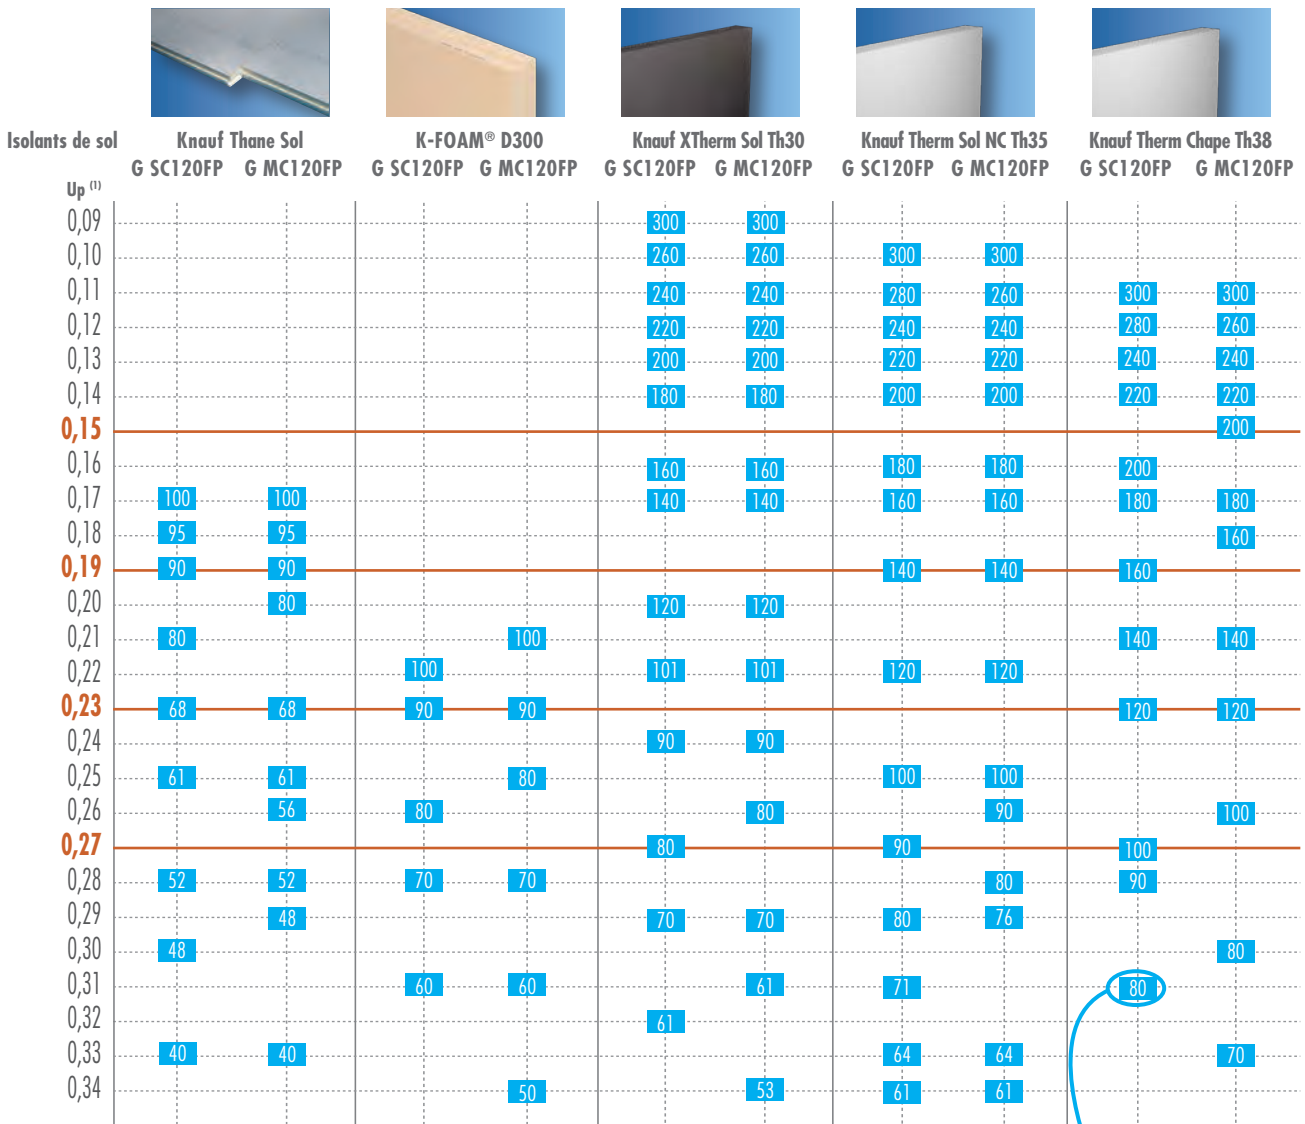 Isolants de sol Knauf Thane Sol K-FOAM® D300 Knauf XTherm Sol Th30 Knauf Therm Sol NC Th35 Knauf Therm Chape Th38
G SC120FP G MC120FP G SC120FP G MC120FP G SC120FP G MC120FP G SC120FP G MC120FP G SC120FP G MC120FP
Up (1)
0,09 300 300
0,10 260 260 300 300
0,11 240 240 280 260 300 300
0,12 220 220 240 240 280 260
0,13 200 200 220 220 240 240
0,14 180 180 200 200 220 220
0,15 200
0,16 160 160 180 180 200
0,17 100 100 140 140 160 160 180 180
0,18 95 95 160
0,19 90 90 140 140 160
0,20 80 120 120
0,21 80 100 140 140
0,22 100 101 101 120 120
0,23 68 68 90 90 120 120
0,24 90 90
0,25 61 61 80 100 100
0,26 56 80 80 90 100
0,27 80 90 100
0,28 52 52 70 70 80 90
0,29 48 70 70 80 76
0,30 48 80
0,31 60 60 61 71 80
0,32 61
0,33 40 40 64 64 70
0,34 50 53 61 61